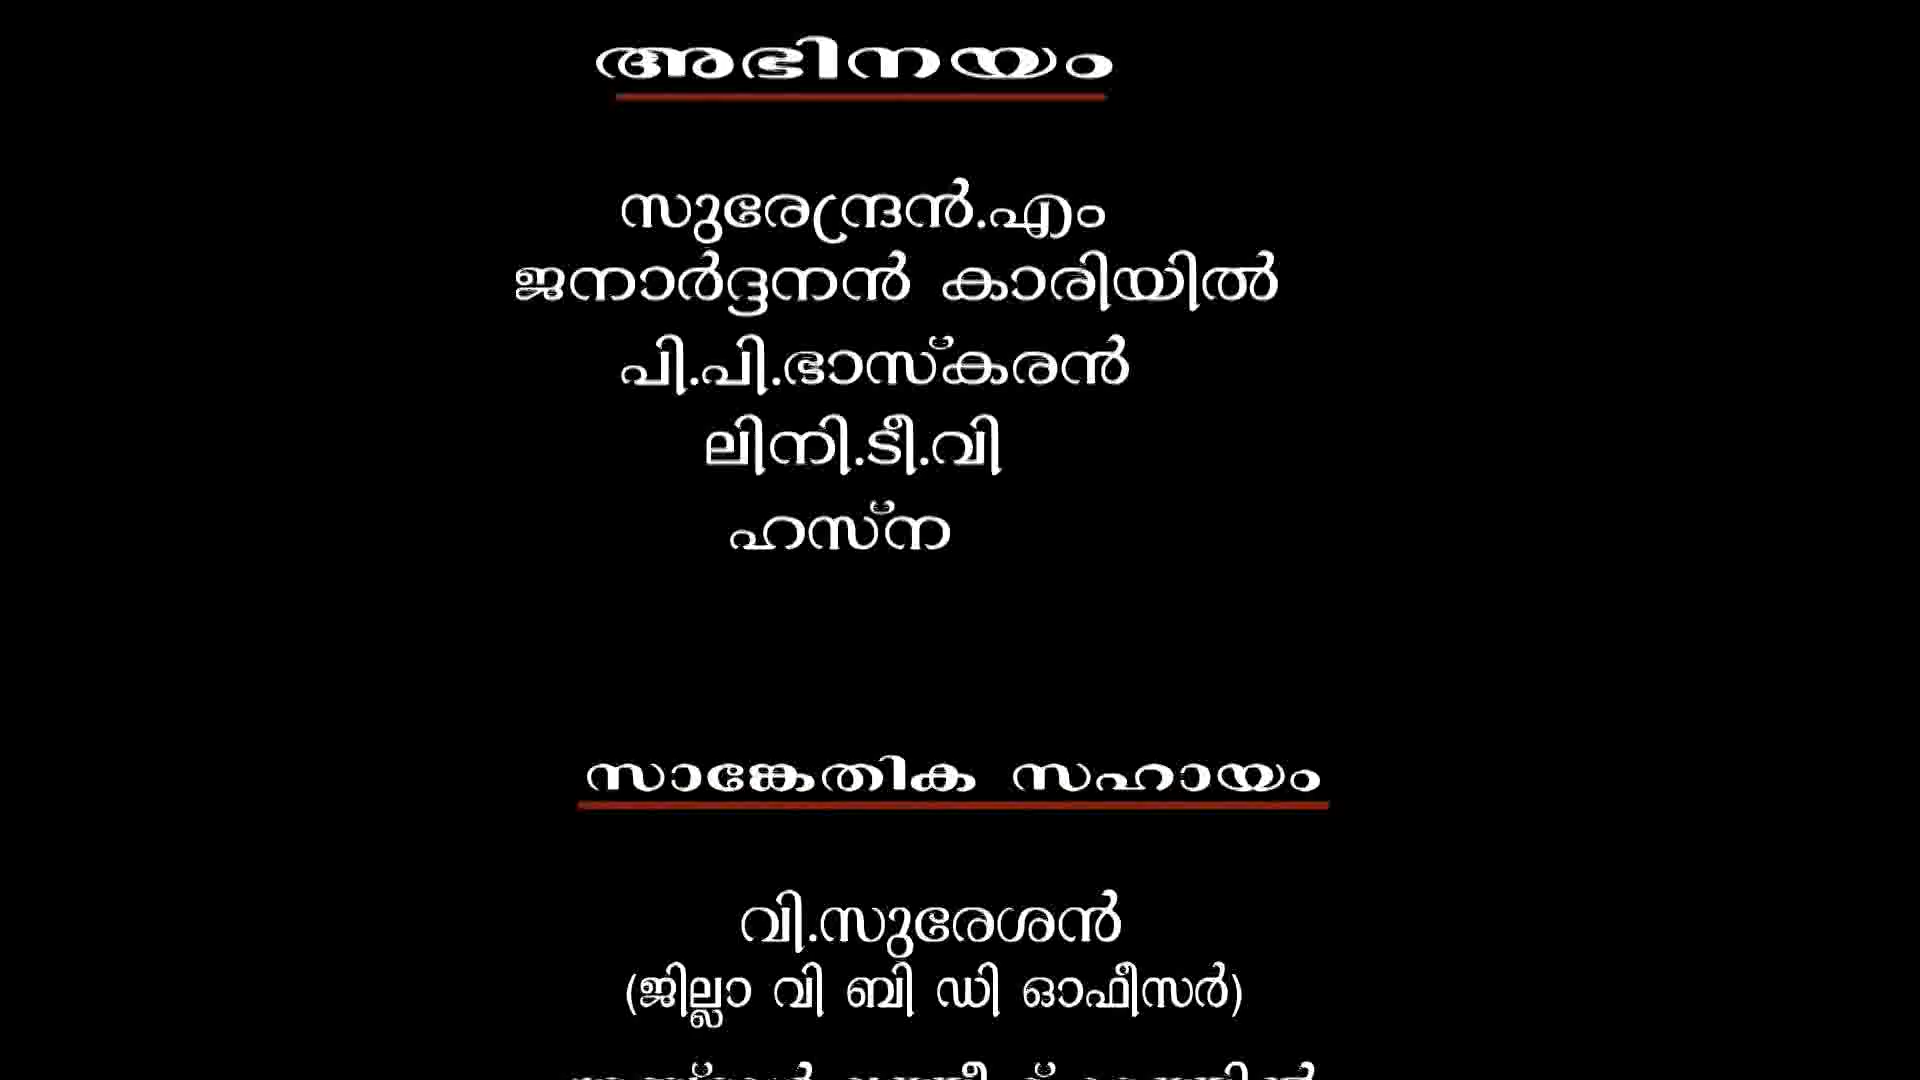 അഭിനയം
സുരേന്ദ്രൻ.എം
ജനാർദ്ദനൻ കാരിയിൽ
പി.പി.ഭാസ്കരൻ
ലിനി.ടീ.വി
ഹസ്ന
സാങ്കേതിക സഹായം
വി.സുരേശൻ
(ജില്ലാ വി ബി ഡി ഓഫീസർ)